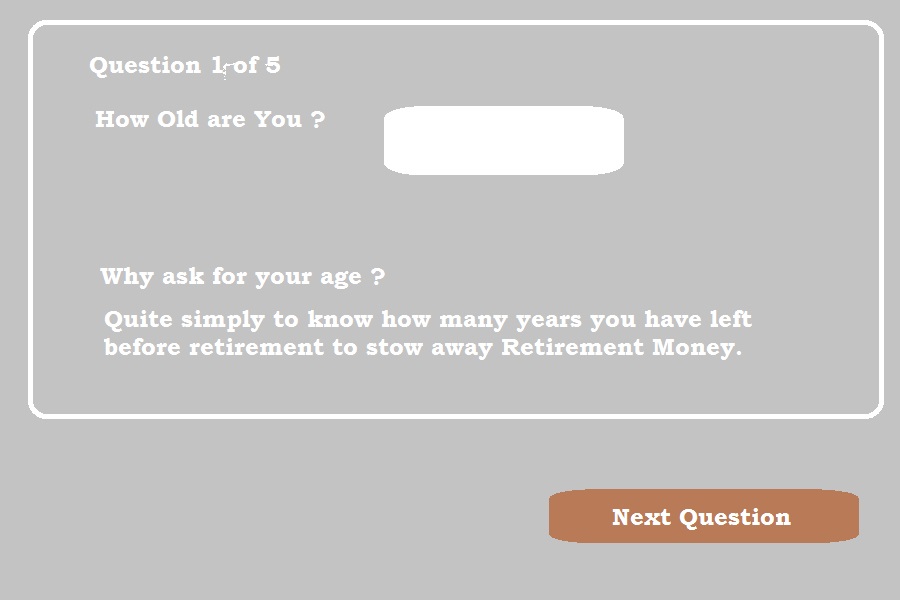 Question 1 of 5
How Old are You ?
Why ask for your age ?
Quite simply to know how many years you have left
before retirement to stow away Retirement Money.
Next Question